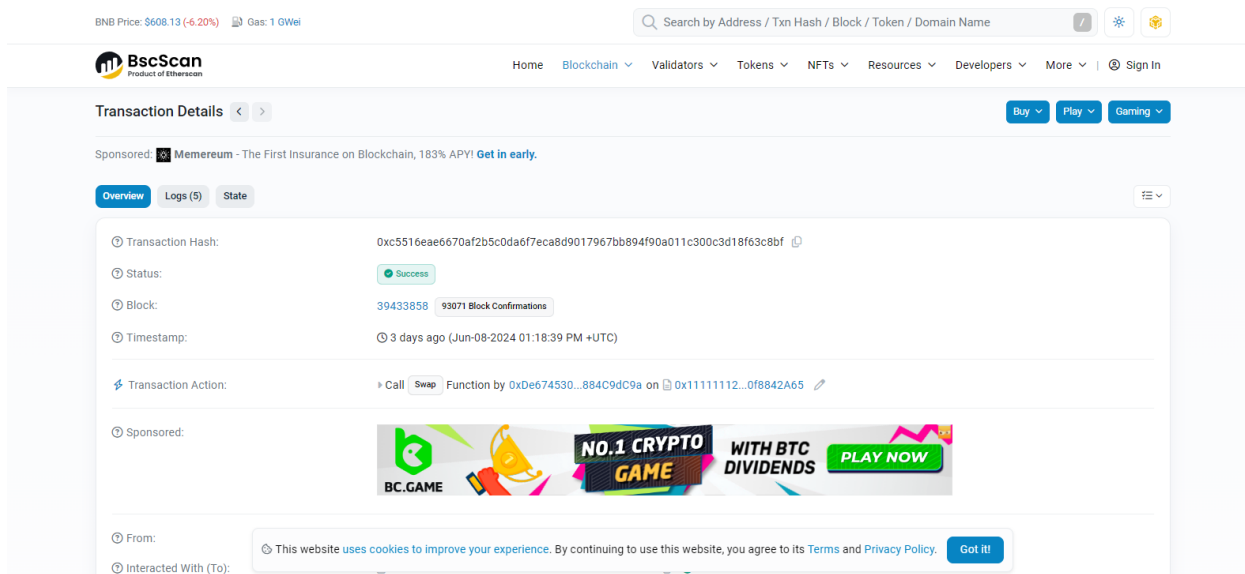 BNB Price: $608.13 (-6.20%) Gas: 1 GWei
Search by Address / Txn Hash / Block / Token / Domain Name /
BscScan
Product of Etherscan
Home Blockchain Validators Tokens NFTs Resources Developers More | Sign In
Transaction Details < >
Buy Play Gaming
Sponsored: Memereum - The First Insurance on Blockchain, 183% APY! Get in early.
Overview Logs (5) State
Transaction Hash: 0xc5516eae6670af2b5c0da6f7eca8d9017967bb894f90a011c300c3d18f63c8bf
Status: Success
Block: 39433858 93071 Block Confirmations
Timestamp: 3 days ago (Jun-08-2024 01:18:39 PM +UTC)
Transaction Action: Call Swap Function by 0xDe674530...884C9dC9a on 0x11111112...0f8842A65
Sponsored:
BC.GAME
NO.1 CRYPTO
GAME
WITH BTC
DIVIDENDS
PLAY NOW
From:
This website uses cookies to improve your experience. By continuing to use this website, you agree to its Terms and Privacy Policy. Got it!
Interacted With (To):